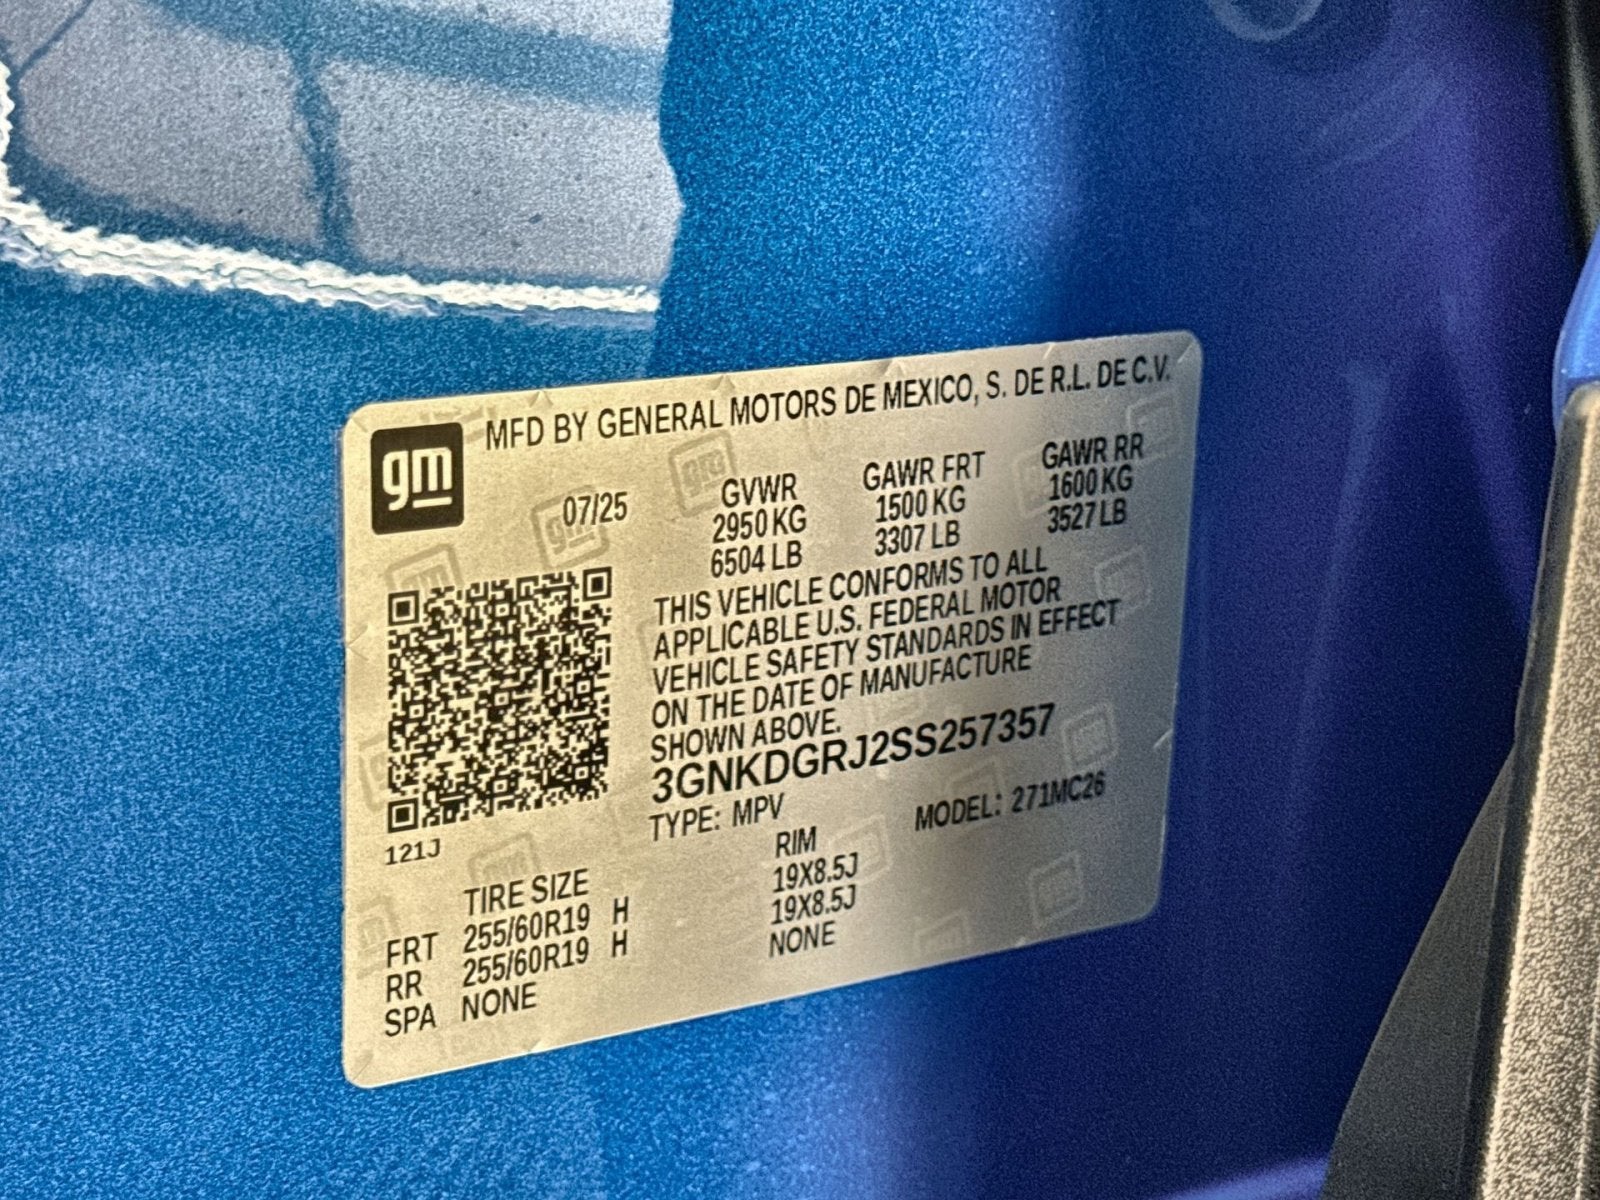 gm
MFD BY GENERAL MOTORS DE MEXICO, S. DE R.L. DE C.V.
07/25 GVWR GAWR FRT GAWR RR
2950 KG 1500 KG 1600 KG
6504 LB 3307 LB 3527 LB
THIS VEHICLE CONFORMS TO ALL
APPLICABLE U.S. FEDERAL MOTOR
VEHICLE SAFETY STANDARDS IN EFFECT
ON THE DATE OF MANUFACTURE
SHOWN ABOVE.
3GNKDGRJ2SS257357
TYPE: MPV MODEL: 271MC26
121J
TIRE SIZE RIM
FRT 255/60R19 H 19X8.5J
RR 255/60R19 H 19X8.5J
SPA NONE NONE